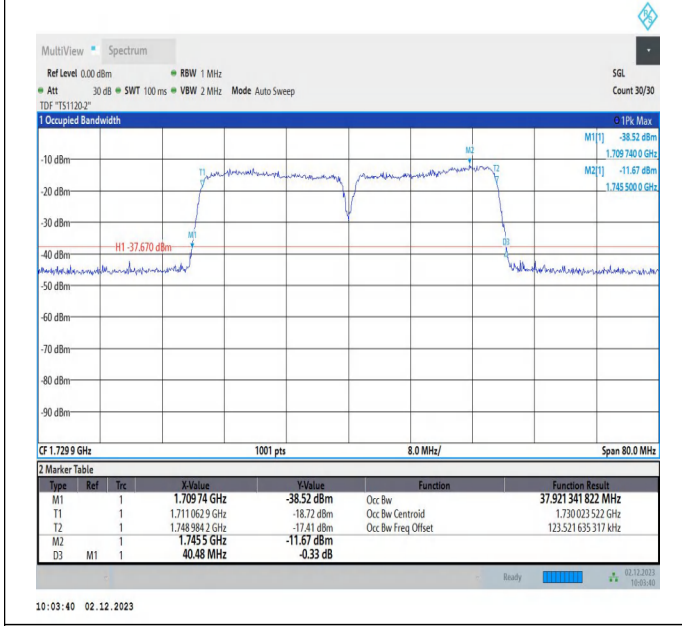 MultiView Spectrum
Ref Level 0.00 dBm RBW 1 MHz SGL
Att 30 dB SWT 100 ms VBW 2 MHz Mode Auto Sweep Count 30/30
TDF "TS1120-2"
1 Occupied Bandwidth 1Pk Max
M1[1] -38.52 dBm
1.709 740 0 GHz
M2[1] -11.67 dBm
1.745 500 0 GHz
M2
T1
T2
-10 dBm
-20 dBm
-30 dBm
M1
D3
H1 -37.670 dBm
-40 dBm
-50 dBm
-60 dBm
-70 dBm
-80 dBm
-90 dBm
CF 1.729 9 GHz 1001 pts 8.0 MHz/ Span 80.0 MHz
2 Marker Table
Type Ref Trc X-Value Y-Value Function Function Result
M1 1 1.709 74 GHz -38.52 dBm Occ Bw 37.921 341 822 MHz
T1 1 1.711 062 9 GHz -18.72 dBm Occ Bw Centroid 1.730 023 522 GHz
T2 1 1.748 984 2 GHz -17.41 dBm Occ Bw Freq Offset 123.521 635 317 kHz
M2 1 1.745 5 GHz -11.67 dBm
D3 M1 1 40.48 MHz -0.33 dB
Ready 02.12.2023
10:03:40
10:03:40 02.12.2023